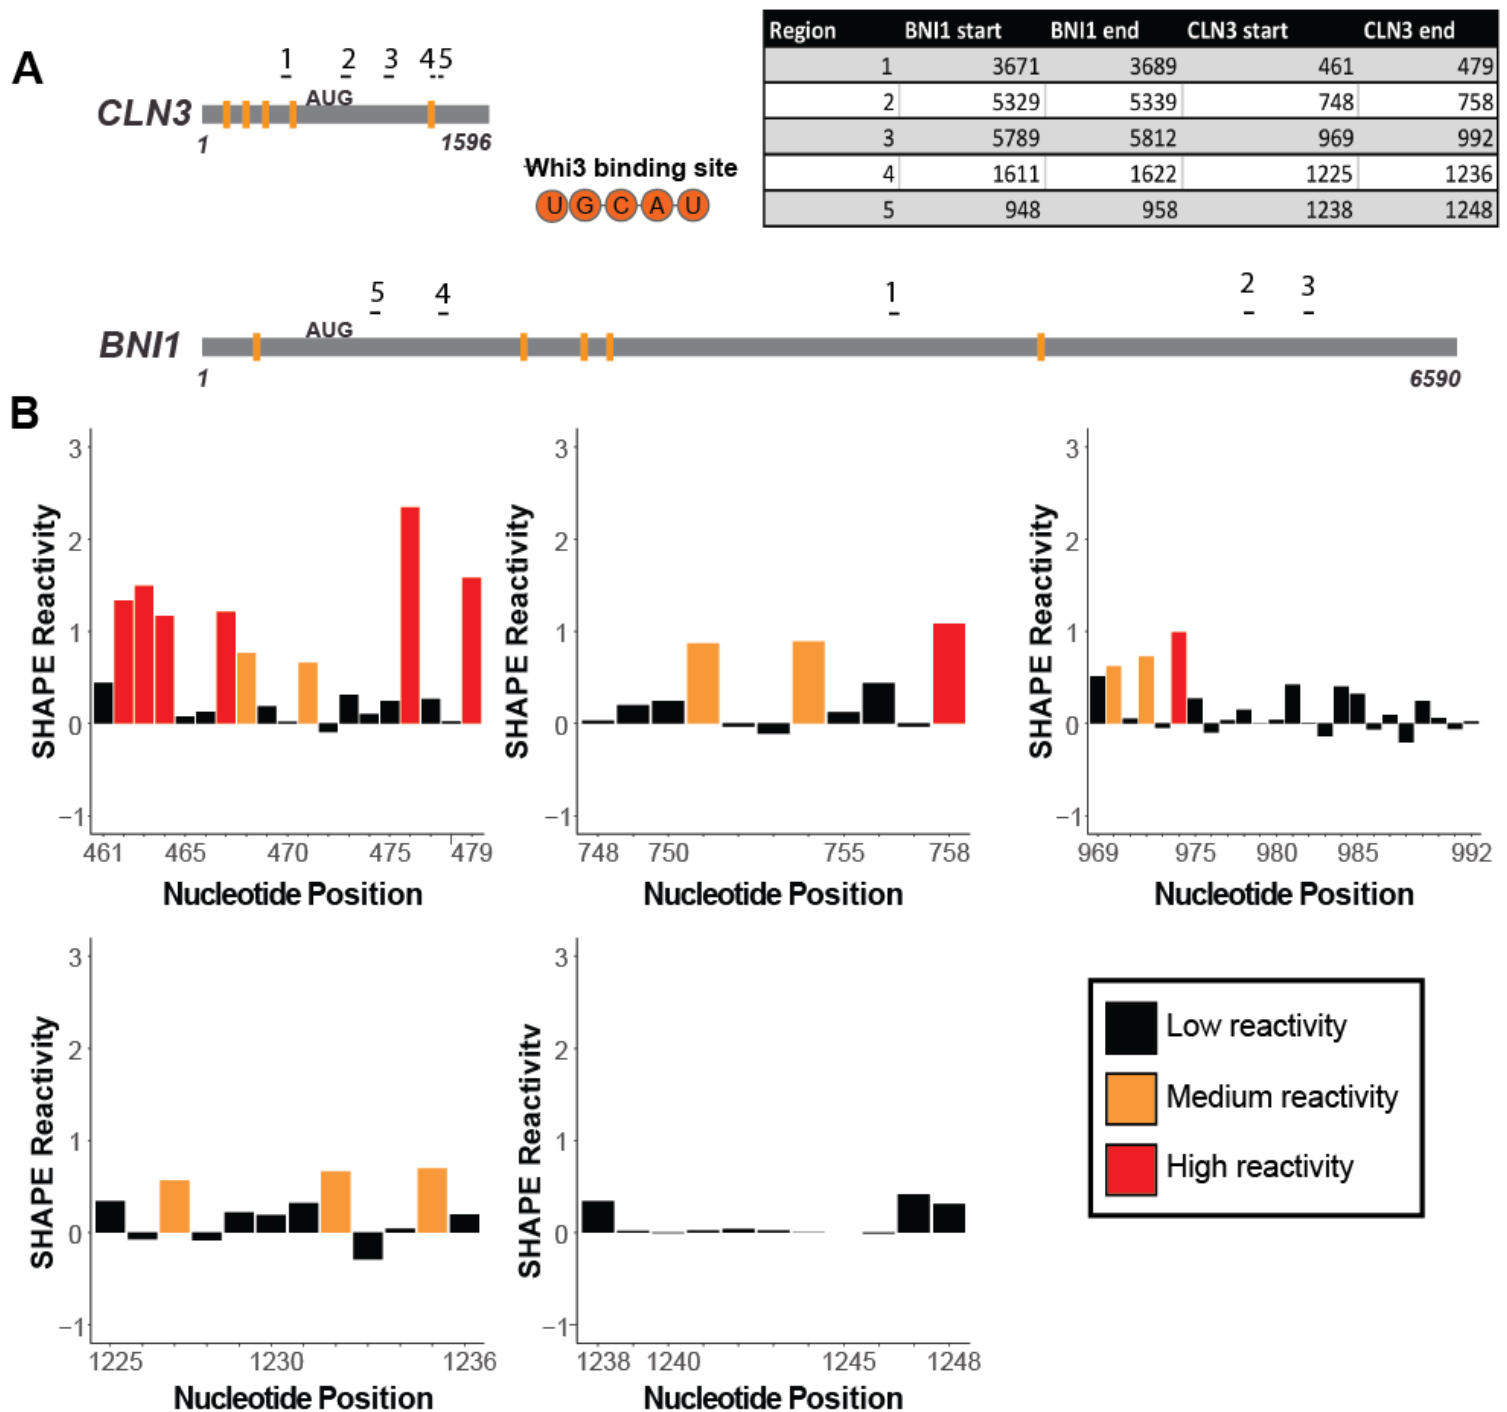 A
1 2 3 4 5
AUG
CLN3
1 1596
Whi3 binding site
U G C A U
Region BNI1 start BNI1 end CLN3 start CLN3 end
1 3671 3689 461 479
2 5329 5339 748 758
3 5789 5812 969 992
4 1611 1622 1225 1236
5 948 958 1238 1248
5 4 1 2 3
AUG
BNI1
1 6590
B
SHAPE Reactivity
3
2
1
0
−1
461 465 470 475 479
Nucleotide Position
SHAPE Reactivity
3
2
1
0
−1
748 750 755 758
Nucleotide Position
SHAPE Reactivity
3
2
1
0
−1
969 975 980 985 992
Nucleotide Position
SHAPE Reactivity
3
2
1
0
−1
1225 1230 1236
Nucleotide Position
SHAPE Reactivity
3
2
1
0
−1
1238 1240 1245 1248
Nucleotide Position
Low reactivity
Medium reactivity
High reactivity